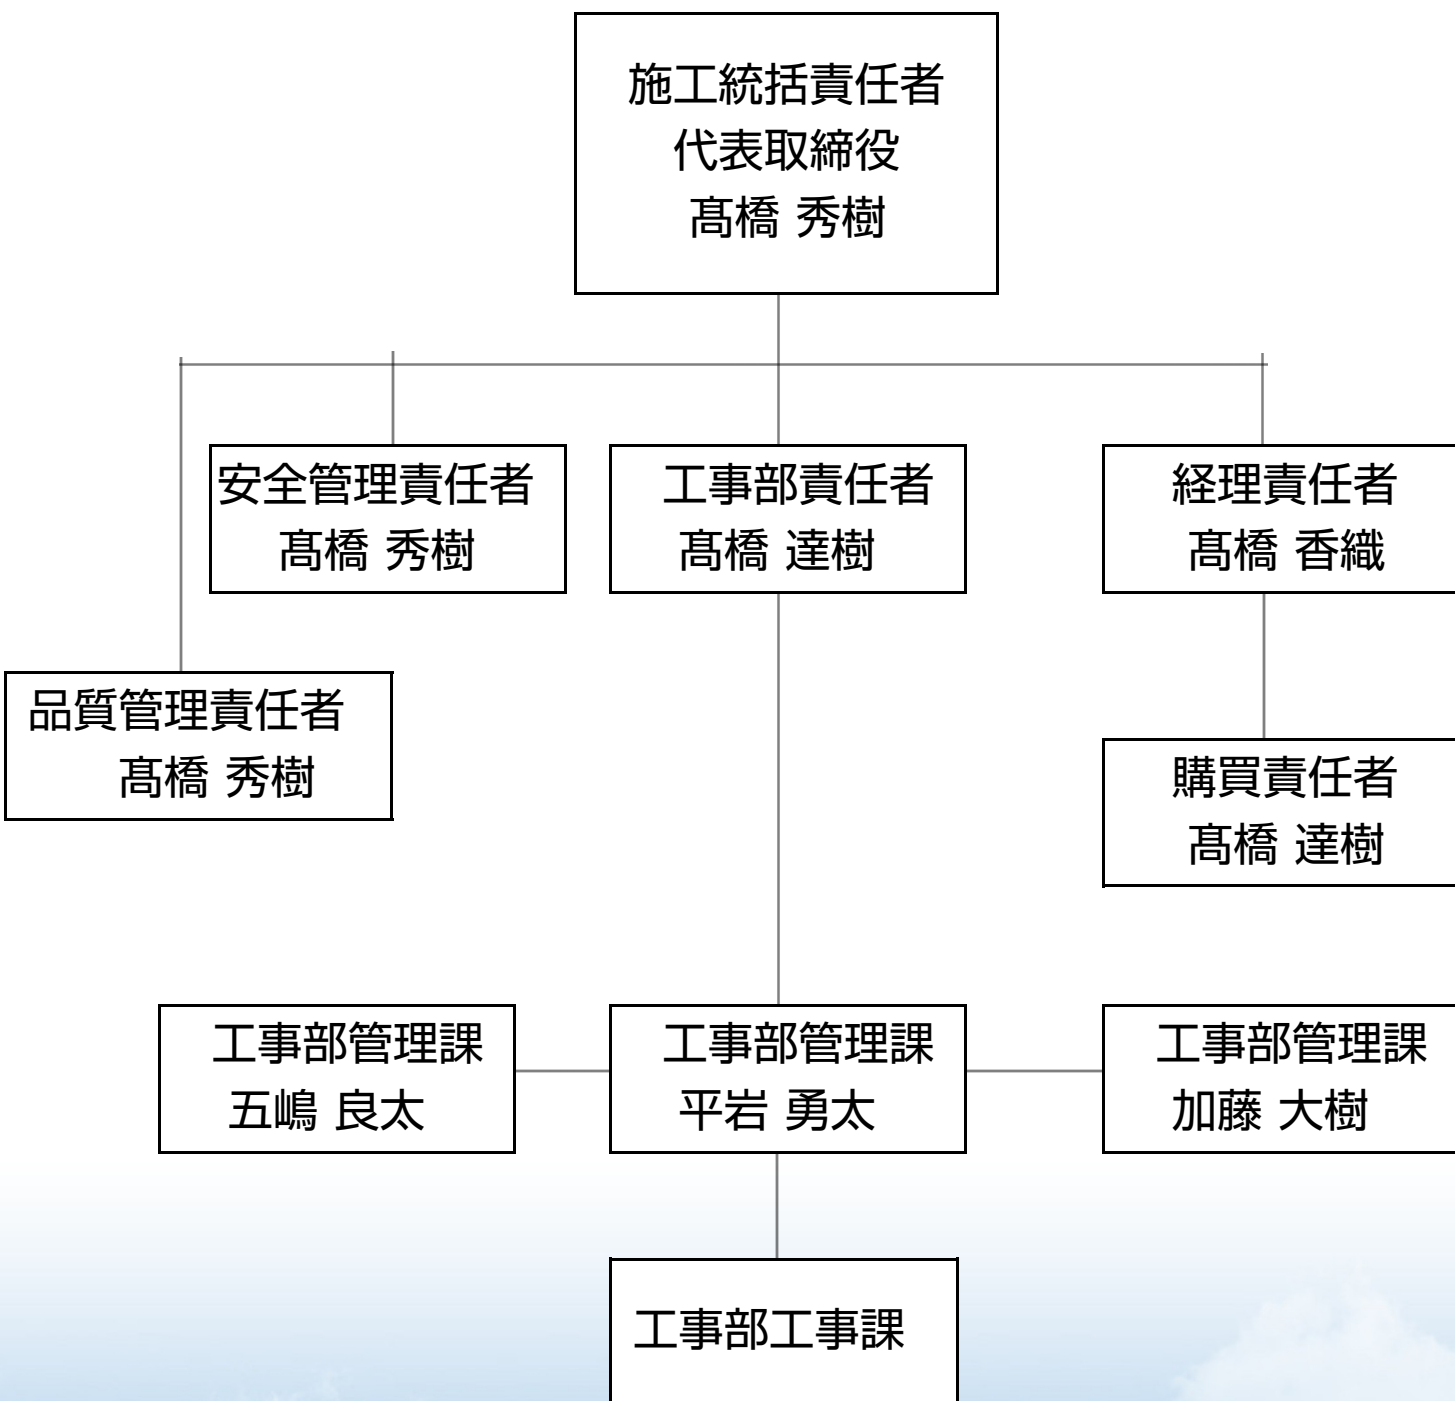 施工統括責任者
代表取締役
髙橋 秀樹
安全管理責任者
髙橋 秀樹
工事部責任者
髙橋 達樹
経理責任者
髙橋 香織
品質管理責任者
髙橋 秀樹
購買責任者
髙橋 達樹
工事部管理課
五嶋 良太
工事部管理課
平岩 勇太
工事部管理課
加藤 大樹
工事部工事課